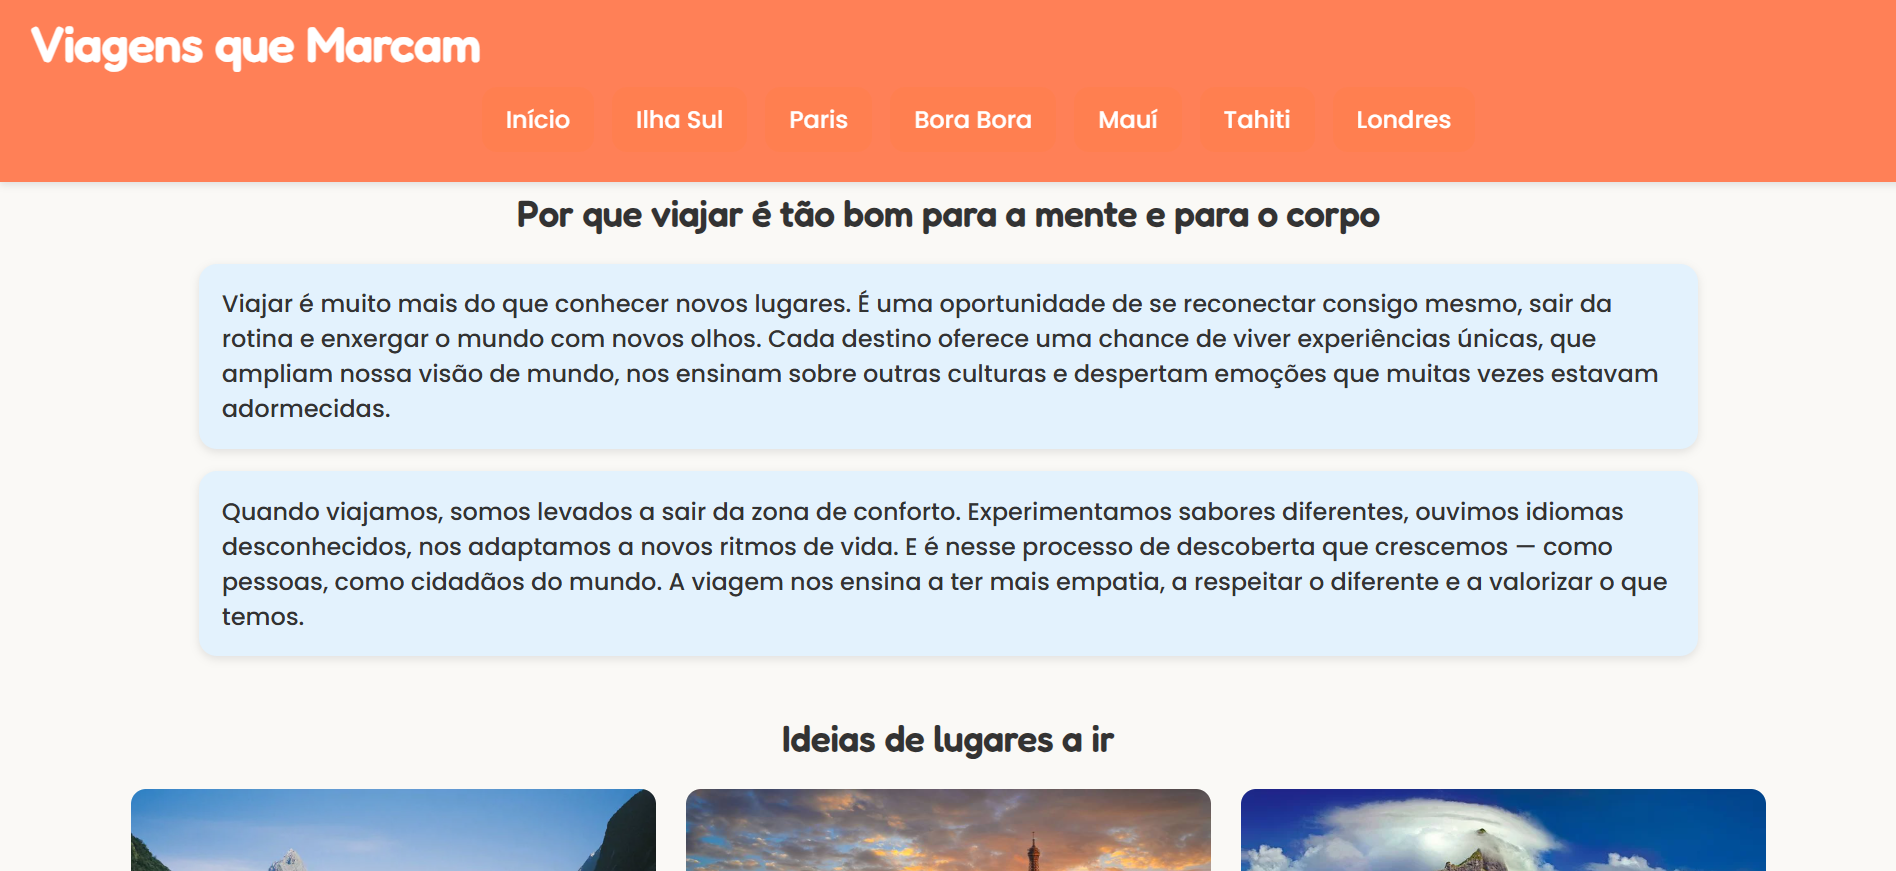 Viagens que Marcam
Início Ilha Sul Paris Bora Bora Mauí Tahiti Londres
Por que viajar é tão bom para a mente e para o corpo
Viajar é muito mais do que conhecer novos lugares. É uma oportunidade de se reconectar consigo mesmo, sair da
rotina e enxergar o mundo com novos olhos. Cada destino oferece uma chance de viver experiências únicas, que
ampliam nossa visão de mundo, nos ensinam sobre outras culturas e despertam emoções que muitas vezes estavam
adormecidas.
Quando viajamos, somos levados a sair da zona de conforto. Experimentamos sabores diferentes, ouvimos idiomas
desconhecidos, nos adaptamos a novos ritmos de vida. E é nesse processo de descoberta que crescemos — como
pessoas, como cidadãos do mundo. A viagem nos ensina a ter mais empatia, a respeitar o diferente e a valorizar o que
temos.
Ideias de lugares a ir